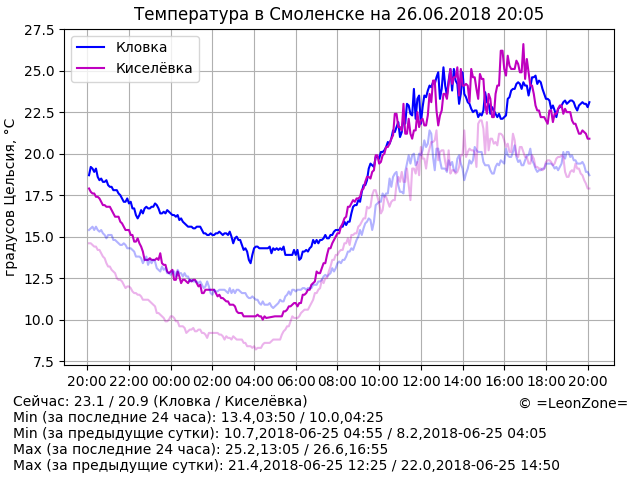 Температура в Смоленске на 26.06.2018 20:05
27.5
25.0
22.5
20.0
17.5
15.0
12.5
10.0
7.5
градусов Цельсия, °C
Кловка
Киселёвка
20:00 22:00 00:00 02:00 04:00 06:00 08:00 10:00 12:00 14:00 16:00 18:00 20:00
Сейчас: 23.1 / 20.9 (Кловка / Киселёвка)
© =LeonZone=
Min (за последние 24 часа): 13.4,03:50 / 10.0,04:25
Min (за предыдущие сутки): 10.7,2018-06-25 04:55 / 8.2,2018-06-25 04:05
Max (за последние 24 часа): 25.2,13:05 / 26.6,16:55
Max (за предыдущие сутки): 21.4,2018-06-25 12:25 / 22.0,2018-06-25 14:50